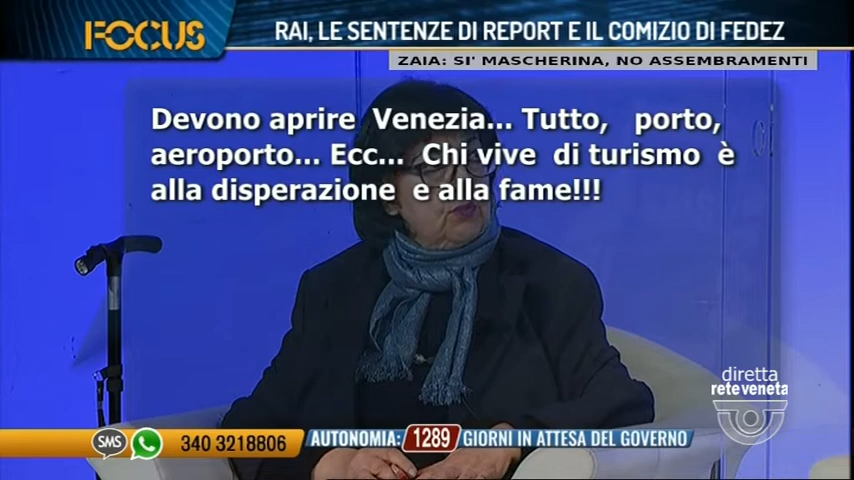 FOCUS
RAI, LE SENTENZE DI REPORT E IL COMIZIO DI FEDEZ
ZAIA: SI' MASCHERINA, NO ASSEMBRAMENTI
Devono aprire Venezia... Tutto, porto,
aeroporto... Ecc... Chi vive di turismo è
alla disperazione e alla fame!!!
diretta
reteveneta
SMS 340 3218806
AUTONOMIA: 1289 GIORNI IN ATTESA DEL GOVERNO